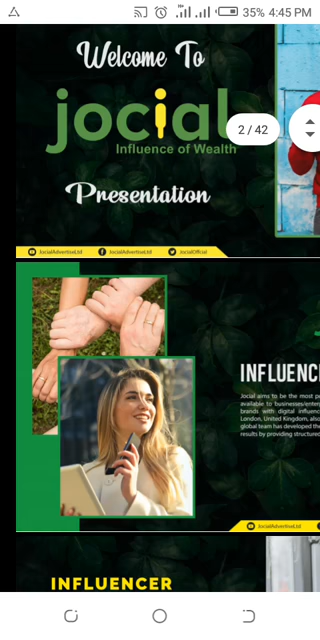 35% 4:45 PM
Welcome To
jocial
Influence of Wealth
2 / 42
Presentation
JocialAdvertiseLtd JocialAdvertiseLtd JocialOfficial
INFLUENC
Jocial aims to be the most p
available to businesses/enter
brands with digital influenc
London, United Kingdom, also
global team has developed the
results by providing structured
JocialAdvertiseLtd
INFLUENCER